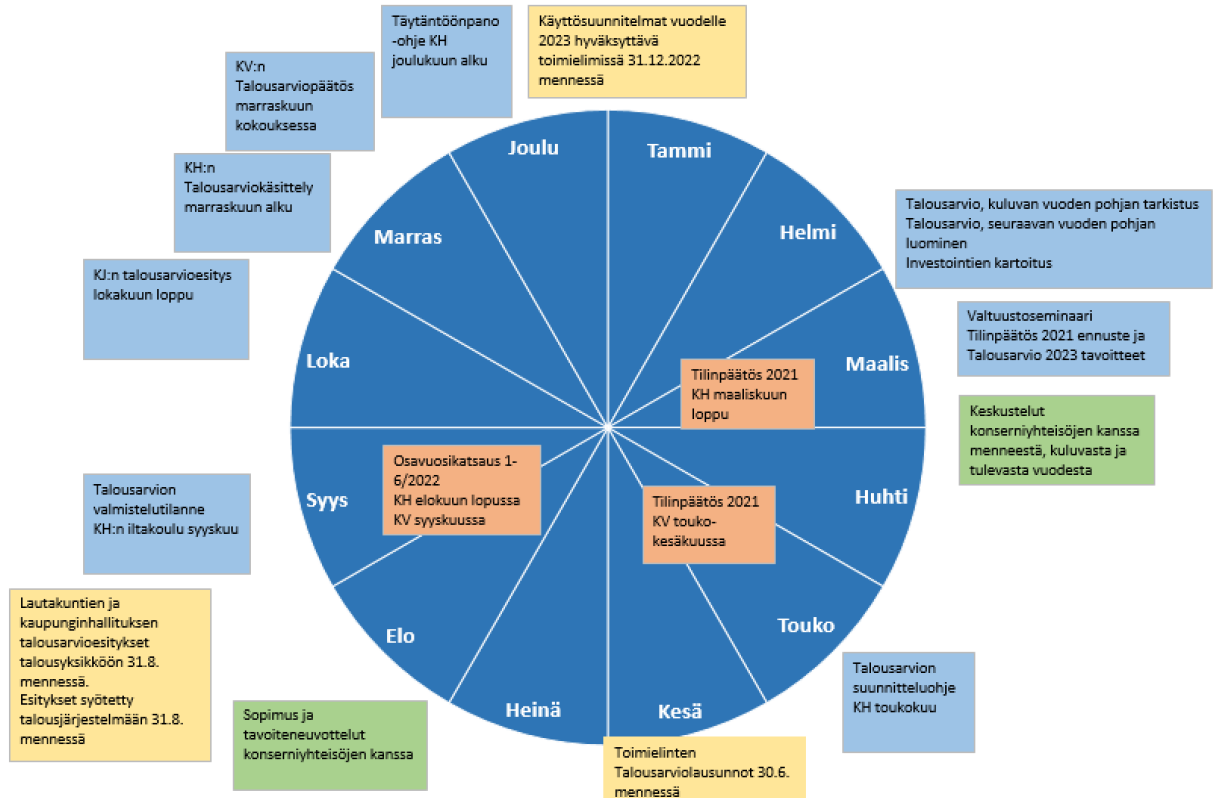 Täytäntöönpano
-ohje KH
joulukuun alku
Käyttösuunnitelmat vuodelle
2023 hyväksyttävä
toimielimissä 31.12.2022
mennessä
KV:n
Talousarviopäätös
marraskuun
kokouksessa
KH:n
Talousarviokäsittely
marraskuun alku
KJ:n talousarvioesitys
lokakuun loppu
Joulu
Tammi
Marras
Helmi
Loka
Maalis
Syys
Huhti
Elo
Touko
Heinä
Kesä
Talousarvio, kuluvan vuoden pohjan tarkistus
Talousarvio, seuraavan vuoden pohjan
luominen
Investointien kartoitus
Valtuustoseminaari
Tilinpäätös 2021 ennuste ja
Talousarvio 2023 tavoitteet
Tilinpäätös 2021
KH maaliskuun
loppu
Keskustelut
konserniyhteisöjen kanssa
menneestä, kuluvasta ja
tulevasta vuodesta
Osavuosikatsaus 1-
6/2022
KH elokuun lopussa
KV syyskuussa
Tilinpäätös 2021
KV touko-
kesäkuussa
Talousarvion
valmistelutilanne
KH:n iltakoulu syyskuu
Lautakuntien ja
kaupunginhallituksen
talousarvioesitykset
talousyksikköön 31.8.
mennessä.
Esitykset syötetty
talousjärjestelmään 31.8.
mennessä
Sopimus ja
tavoiteneuvottelut
konserniyhteisöjen kanssa
Talousarvion
suunnitteluohje
KH toukokuu
Toimielinten
Talousarviolausunnot 30.6.
mennessä